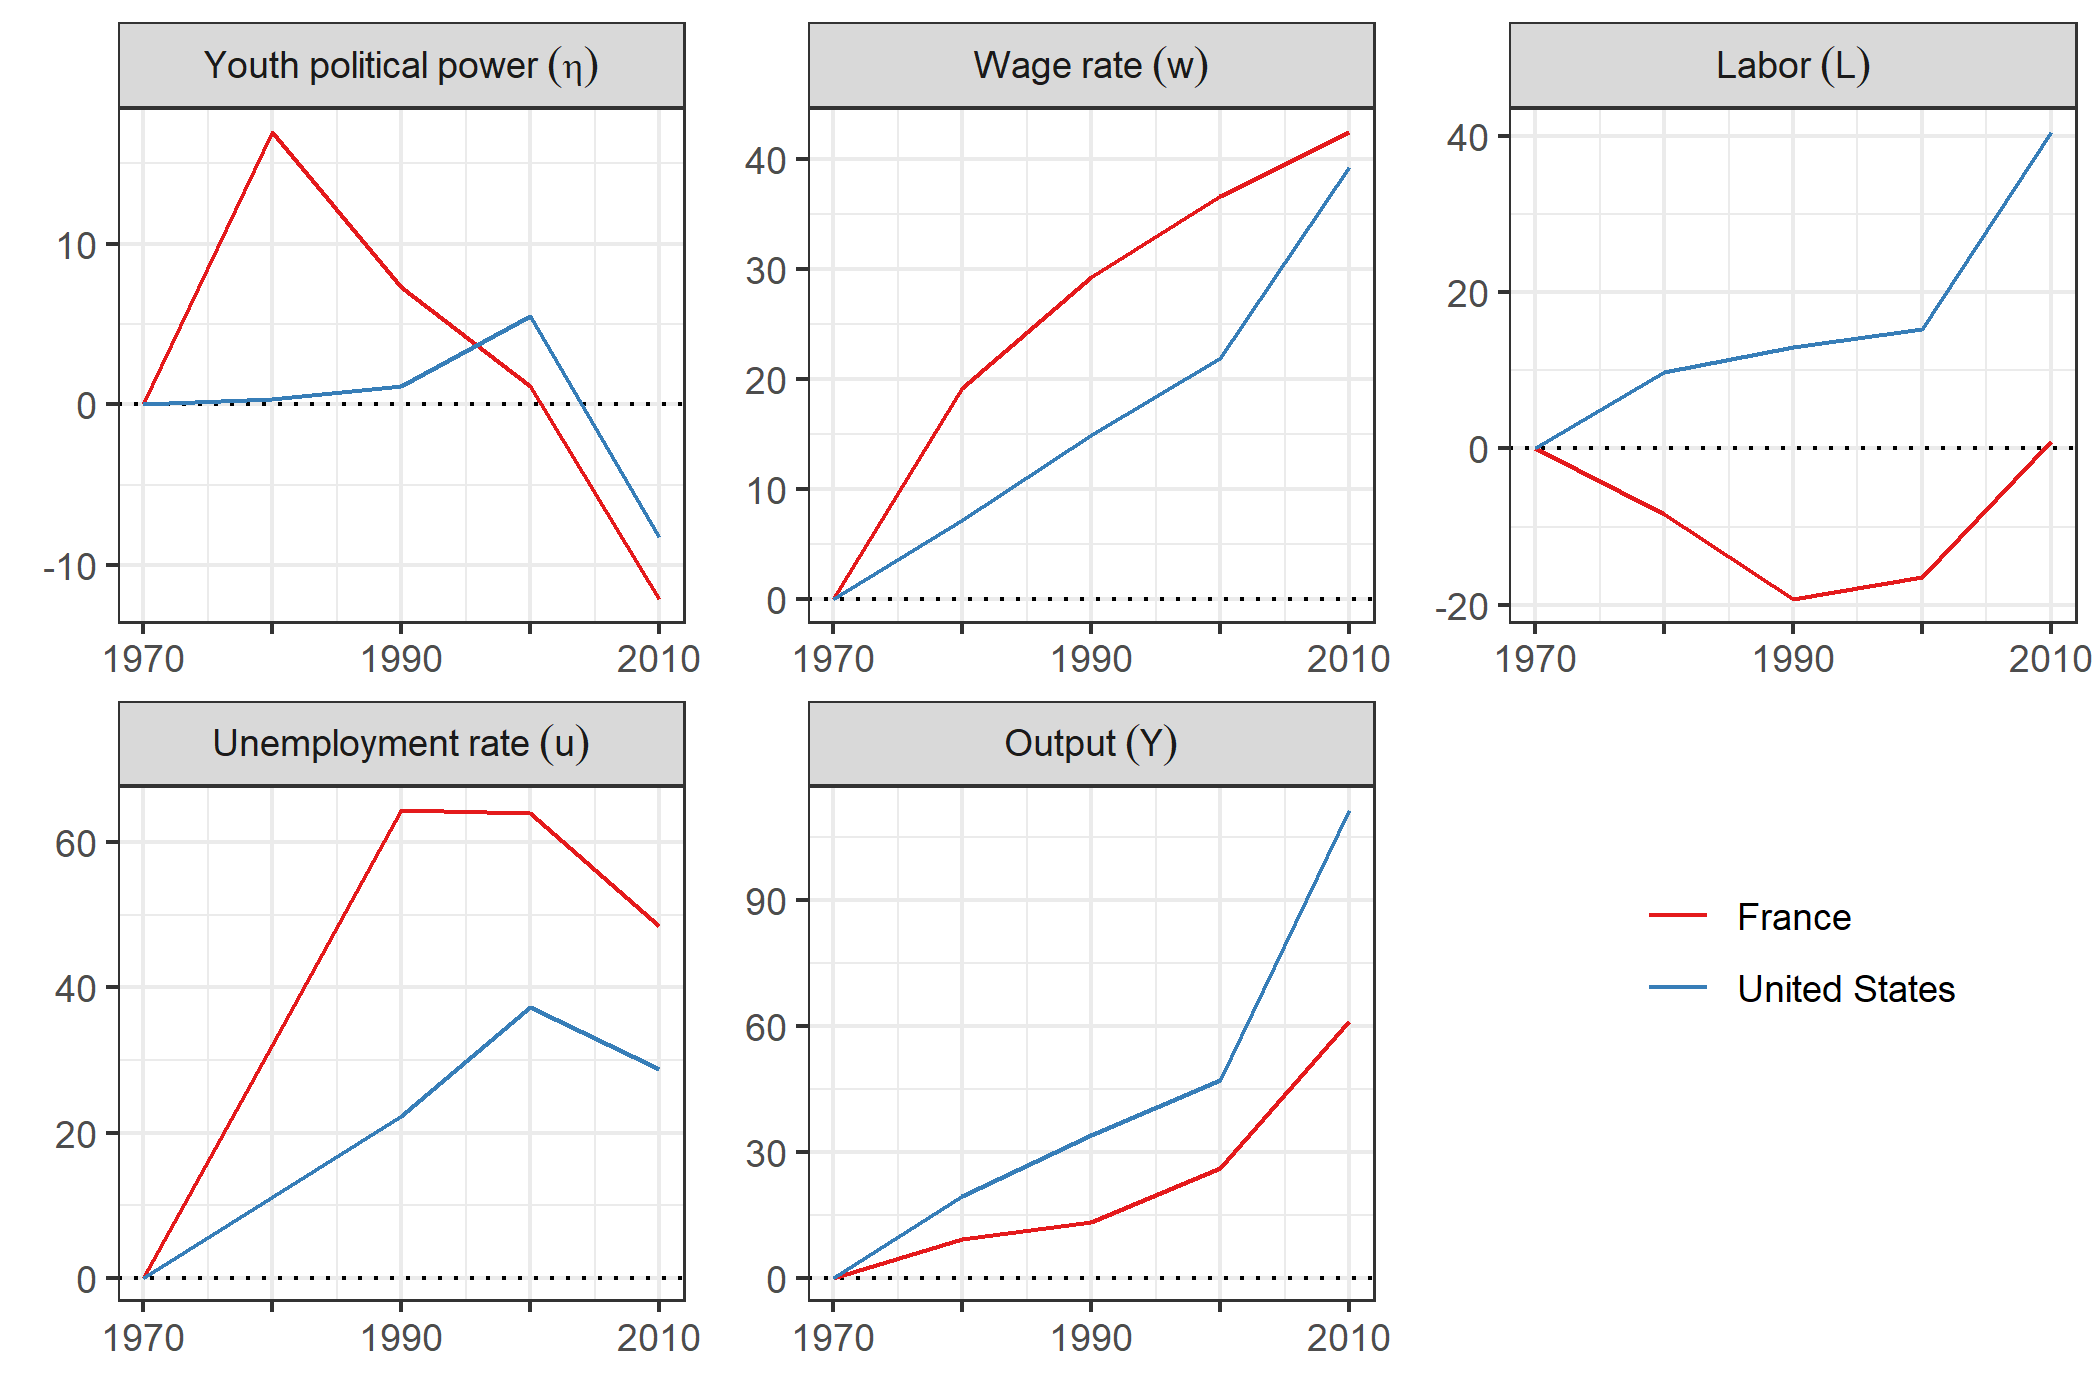 Youth political power (η)
10
0
-10
1970 1990 2010
Wage rate (w)
40
30
20
10
0
1970 1990 2010
Labor (L)
40
20
0
-20
1970 1990 2010
Unemployment rate (u)
60
40
20
0
1970 1990 2010
Output (Y)
90
60
30
0
1970 1990 2010
France
United States